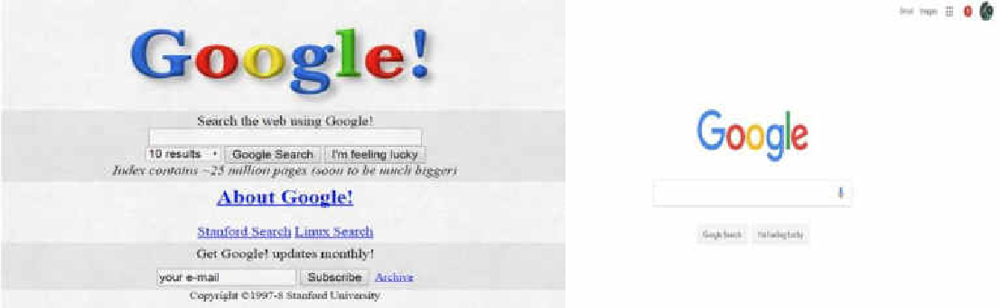 Google!
Search the web using Google!
10 results Google Search I'm feeling lucky
Index contains ~25 million pages (soon to be much bigger)
About Google!
Stanford Search Linux Search
Get Google! updates monthly!
your e-mail Subscribe Archive
Copyright ©1997-8 Stanford University
Gmail Images
Google
Google Search I'm Feeling Lucky